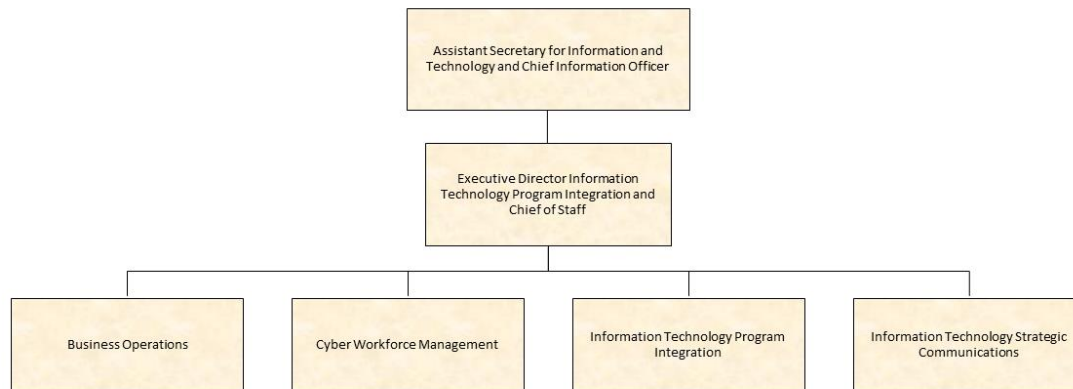 Assistant Secretary for Information and
Technology and Chief Information Officer
Executive Director Information
Technology Program Integration and
Chief of Staff
Business Operations
Cyber Workforce Management
Information Technology Program
Integration
Information Technology Strategic
Communications